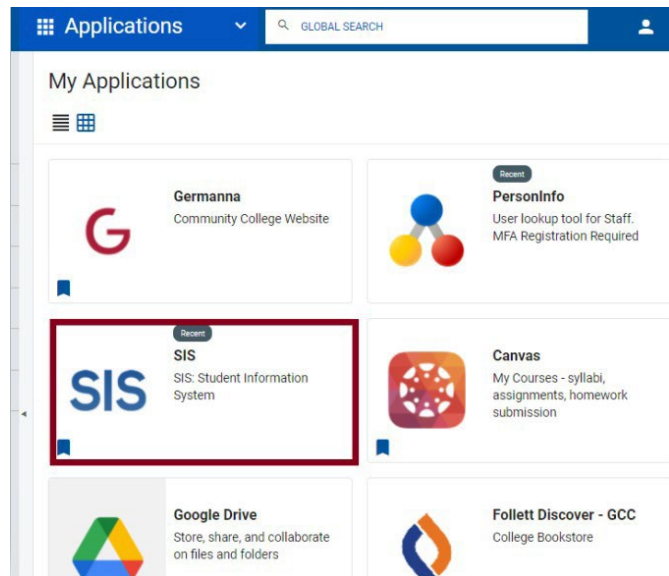 Applications
GLOBAL SEARCH
My Applications
G
Germanna
Community College Website
Recent
PersonInfo
User lookup tool for Staff.
MFA Registration Required
SIS
Recent
SIS
SIS: Student Information
System
Canvas
My Courses - syllabi,
assignments, homework
submission
Google Drive
Store, share, and collaborate
on files and folders
Follett Discover - GCC
College Bookstore